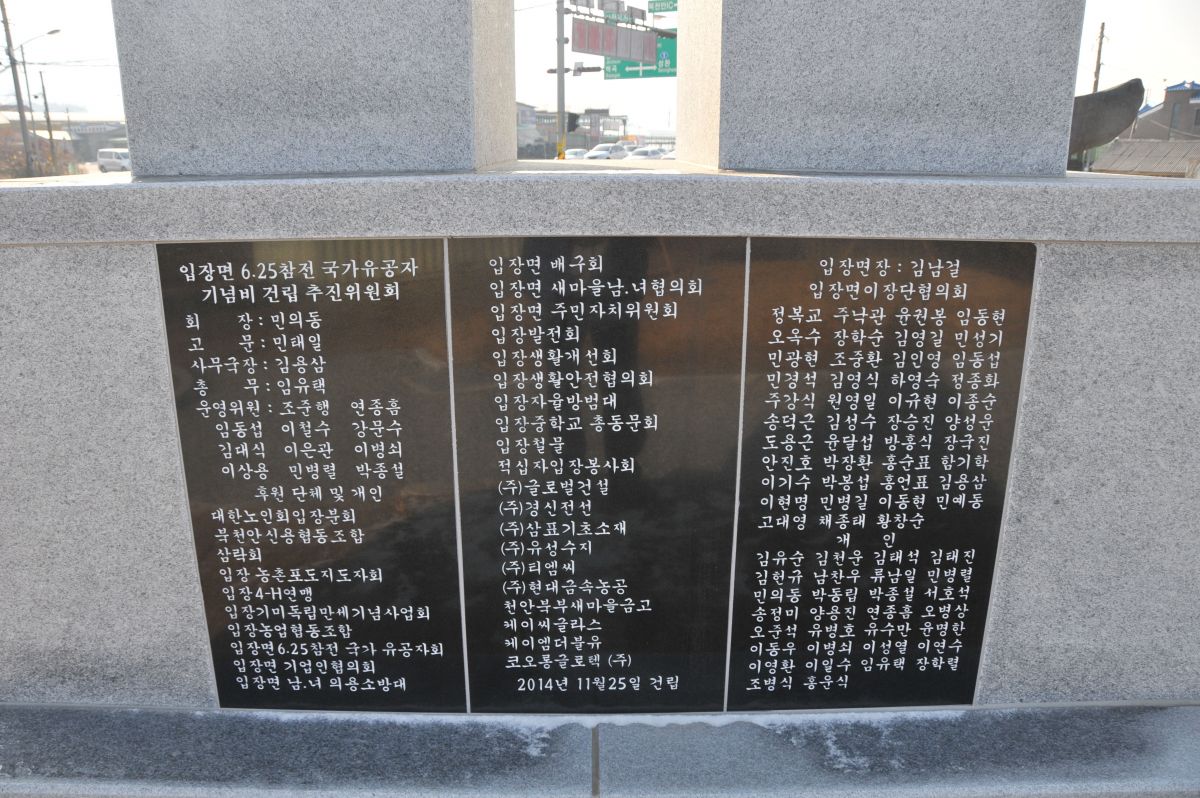 북천안IC
성환
입장면 6.25참전 국가유공자
기념비 건립 추진위원회
회 장 : 민의동
고 문 : 민태일
사무국장 : 김용삼
총 무 : 임유택
운영위원 : 조준행 연종흠
임동섭 이철수 강문수
김대식 이은관 이병쇠
이상용 민병렬 박종설
후원 단체 및 개인
대한노인회입장분회
북천안신용협동조합
삼락회
입장 농촌포도지도자회
입장4-H연맹
입장기미독립만세기념사업회
입장농업협동조합
입장면6.25참전 국가 유공자회
입장면 기업인협의회
입장면 남.녀 의용소방대
입장면 배구회
입장면 새마을남.녀협의회
입장면 주민자치위원회
입장발전회
입장생활개선회
입장생활안전협의회
입장자율방범대
입장중학교 총동문회
입장철물
적십자입장봉사회
(주)글로벌건설
(주)경신전선
(주)삼표기초소재
(주)유성수지
(주)티엠씨
(주)현대금속농공
천안북부새마을금고
케이씨글라스
케이엠더블유
코오롱글로텍 (주)
2014년 11월25일 건립
입장면장 : 김남걸
입장면이장단협의회
정복교 주낙관 윤권봉 임동현
오옥수 장학순 김영길 민성기
민광현 조중환 김인영 임동섭
민경석 김영식 하영수 정종화
주강식 원영일 이규현 이종순
송덕근 김성수 장승진 양성운
도용근 윤달섭 방홍식 장국진
안진호 박장환 홍순표 함기학
이기수 박봉섭 홍언표 김용삼
이현명 민병길 이동현 민예동
고대영 채종태 황창순
개 인
김유순 김천운 김태석 김태진
김헌규 남찬우 류남일 민병렬
민의동 박동립 박종설 서호석
송정미 양용진 연종흠 오병상
오준석 유병호 유수만 윤명한
이동우 이병쇠 이성열 이연수
이영환 이일수 임유택 장학렬
조병식 홍운식